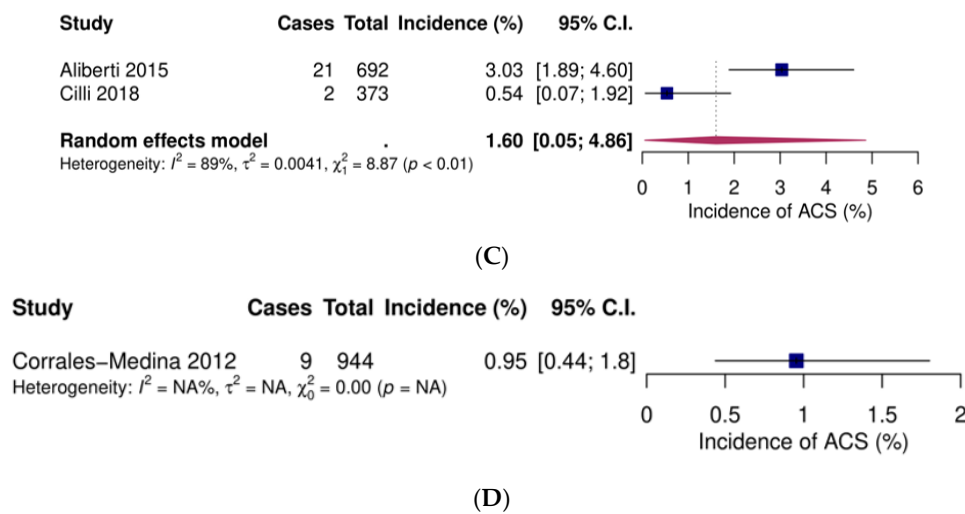 Study Cases Total Incidence (%) 95% C.I.
Aliberti 2015 21 692 3.03 [1.89; 4.60]
Cilli 2018 2 373 0.54 [0.07; 1.92]
Random effects model . 1.60 [0.05; 4.86]
Heterogeneity: I² = 89%, τ² = 0.0041, χ²₁ = 8.87 (p < 0.01)
0 1 2 3 4 5 6
Incidence of ACS (%)
(C)
Study Cases Total Incidence (%) 95% C.I.
Corrales−Medina 2012 9 944 0.95 [0.44; 1.8]
Heterogeneity: I² = NA%, τ² = NA, χ²₀ = 0.00 (p = NA)
0 0.5 1 1.5 2
Incidence of ACS (%)
(D)